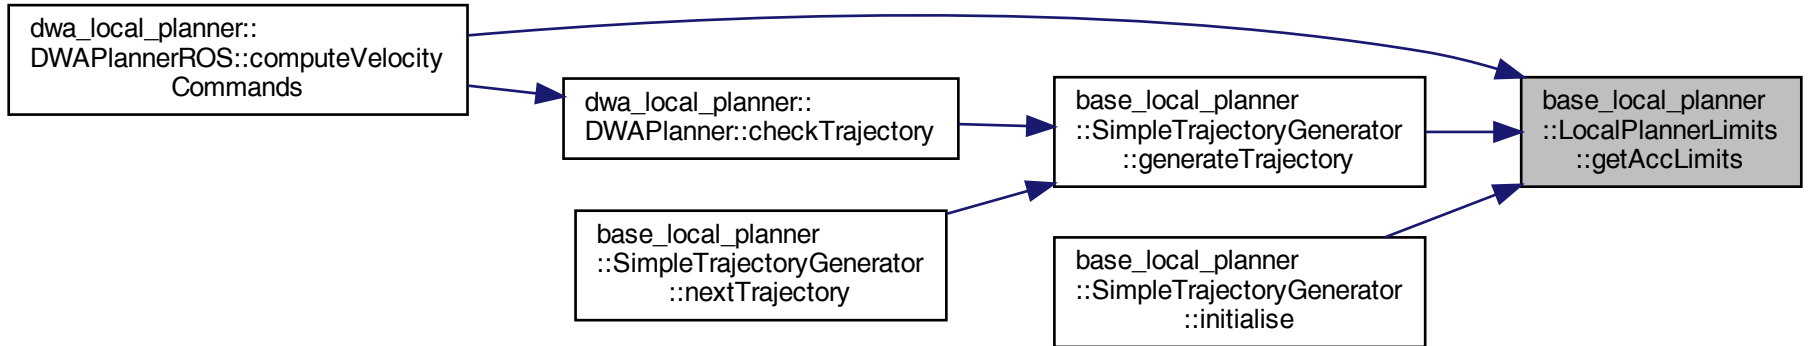 dwa_local_planner::
DWAPlannerROS::computeVelocity
Commands
dwa_local_planner::
DWAPlanner::checkTrajectory
base_local_planner
::SimpleTrajectoryGenerator
::nextTrajectory
base_local_planner
::SimpleTrajectoryGenerator
::generateTrajectory
base_local_planner
::SimpleTrajectoryGenerator
::initialise
base_local_planner
::LocalPlannerLimits
::getAccLimits